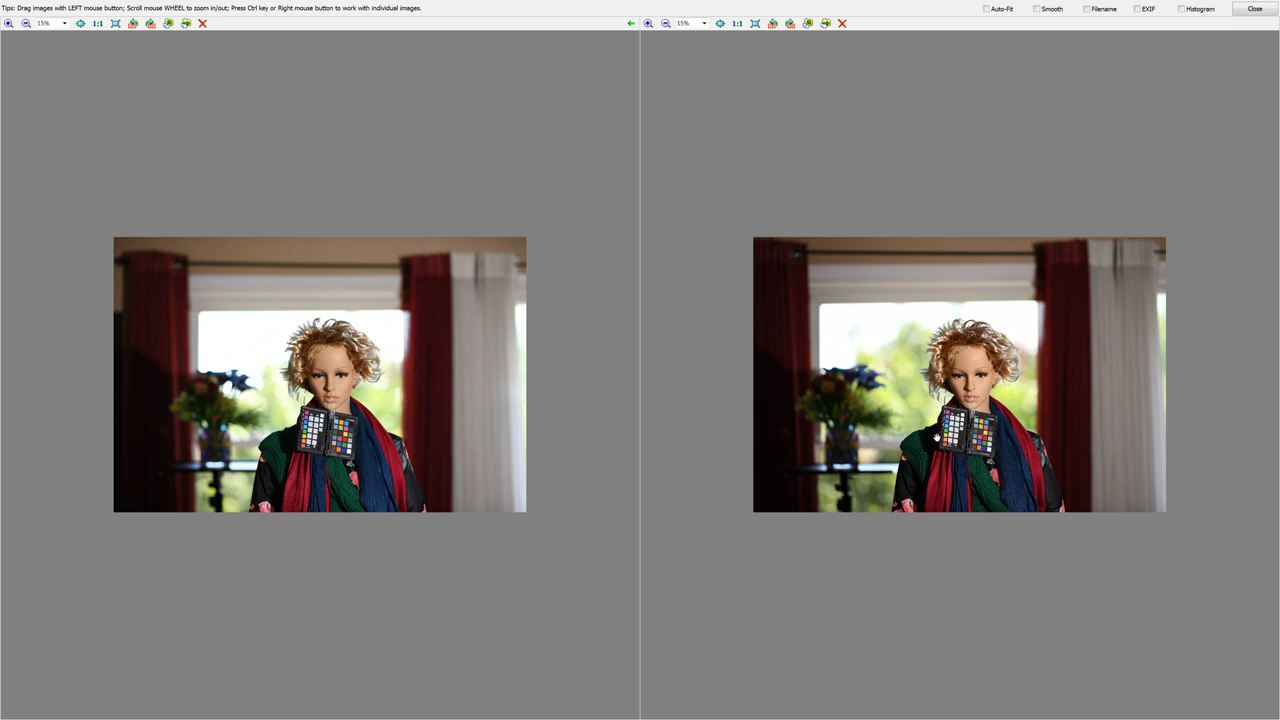 Tips: Drag images with LEFT mouse button; Scroll mouse WHEEL to zoom in/out; Press Ctrl key or Right mouse button to work with individual images.
Auto-Fit Smooth Filename EXIF Histogram Close
15% 1:1 15% 1:1